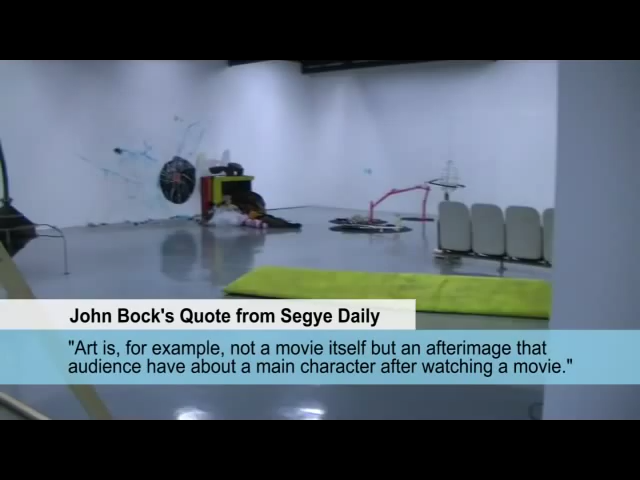 John Bock's Quote from Segye Daily
"Art is, for example, not a movie itself but an afterimage that
audience have about a main character after watching a movie."